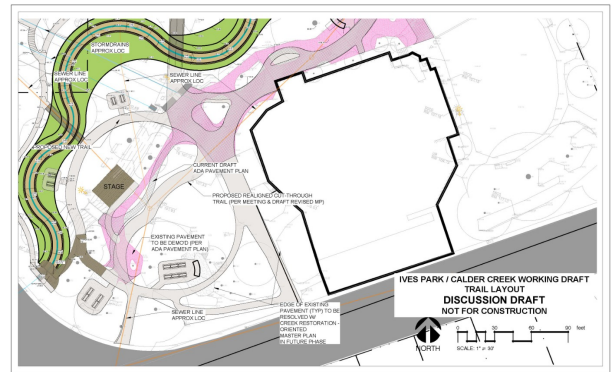 STORMDRAINS
APPROX LOC
SEWER LINE
APPROX LOC
SEWER LINE
APPROX LOC
PROPOSED NEW TRAIL
CURRENT DRAFT
ADA PAVEMENT PLAN
STAGE
PROPOSED REALIGNED CUT-THROUGH
TRAIL (PER MEETING & DRAFT REVISED MP)
EXISTING PAVEMENT
TO BE DEMO'D (PER
ADA PAVEMENT PLAN)
SEWER LINE
APPROX LOC
EDGE OF EXISTING
PAVEMENT (TYP) TO BE
RESOLVED W/
CREEK RESTORATION -
ORIENTED
MASTER PLAN
IN FUTURE PHASE
IVES PARK / CALDER CREEK WORKING DRAFT
TRAIL LAYOUT
DISCUSSION DRAFT
NOT FOR CONSTRUCTION
NORTH
0 30 60 90 feet
SCALE: 1" = 30'